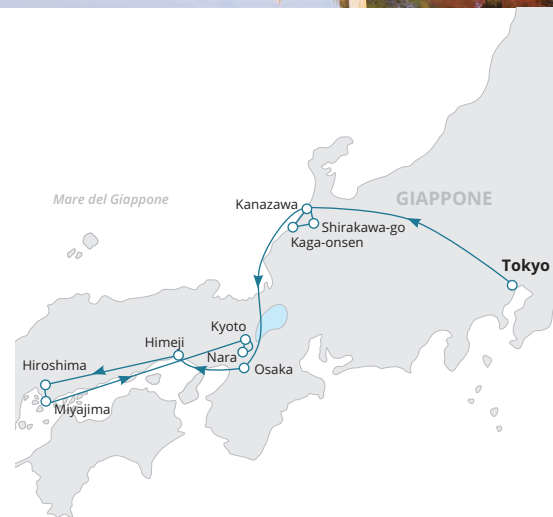 Mare del Giappone
Kanazawa
GIAPPONE
Shirakawa-go
Kaga-onsen
Tokyo
Kyoto
Himeji
Nara
Hiroshima
Osaka
Miyajima